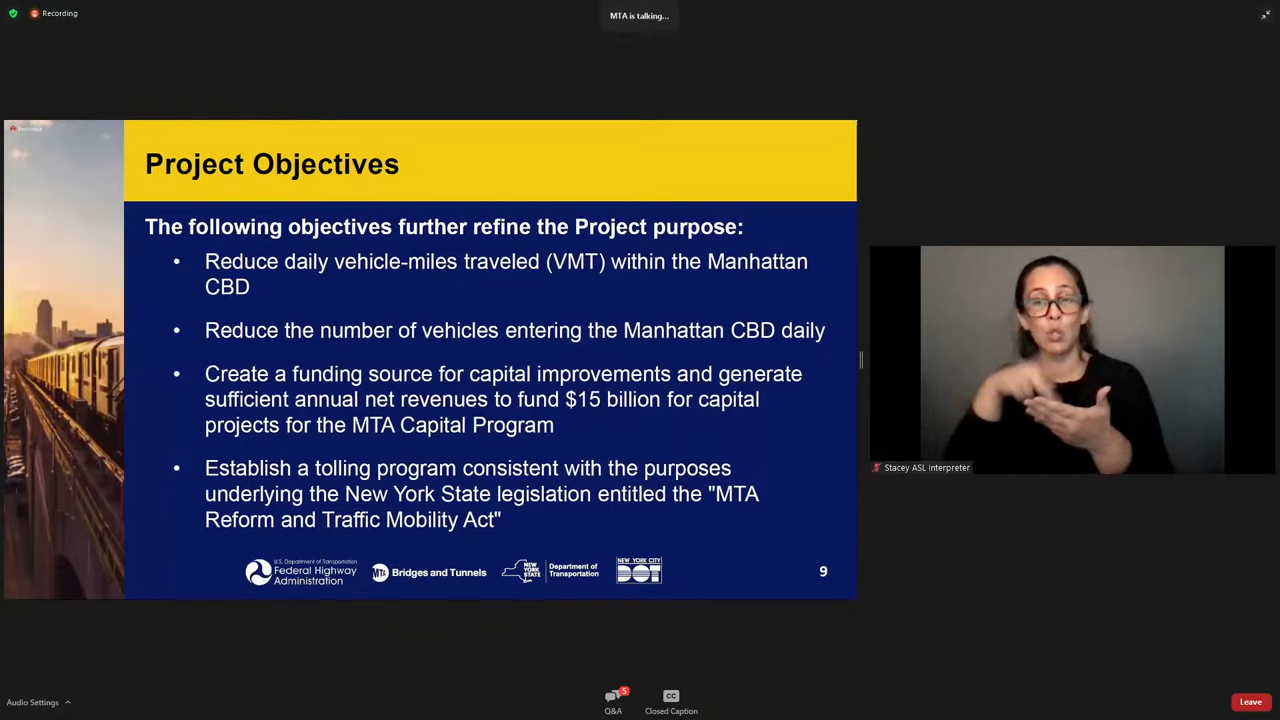 Recording
MTA is talking...
Project Objectives
The following objectives further refine the Project purpose:
• Reduce daily vehicle-miles traveled (VMT) within the Manhattan
CBD
• Reduce the number of vehicles entering the Manhattan CBD daily
• Create a funding source for capital improvements and generate
sufficient annual net revenues to fund $15 billion for capital
projects for the MTA Capital Program
• Establish a tolling program consistent with the purposes
underlying the New York State legislation entitled the "MTA
Reform and Traffic Mobility Act"
U.S. Department of Transportation
Federal Highway
Administration
MTA Bridges and Tunnels
NEW
YORK
STATE
Department of
Transportation
NEW YORK CITY
DOT
9
Stacey ASL Interpreter
Audio Settings
5
Q&A
CC
Closed Caption
Leave